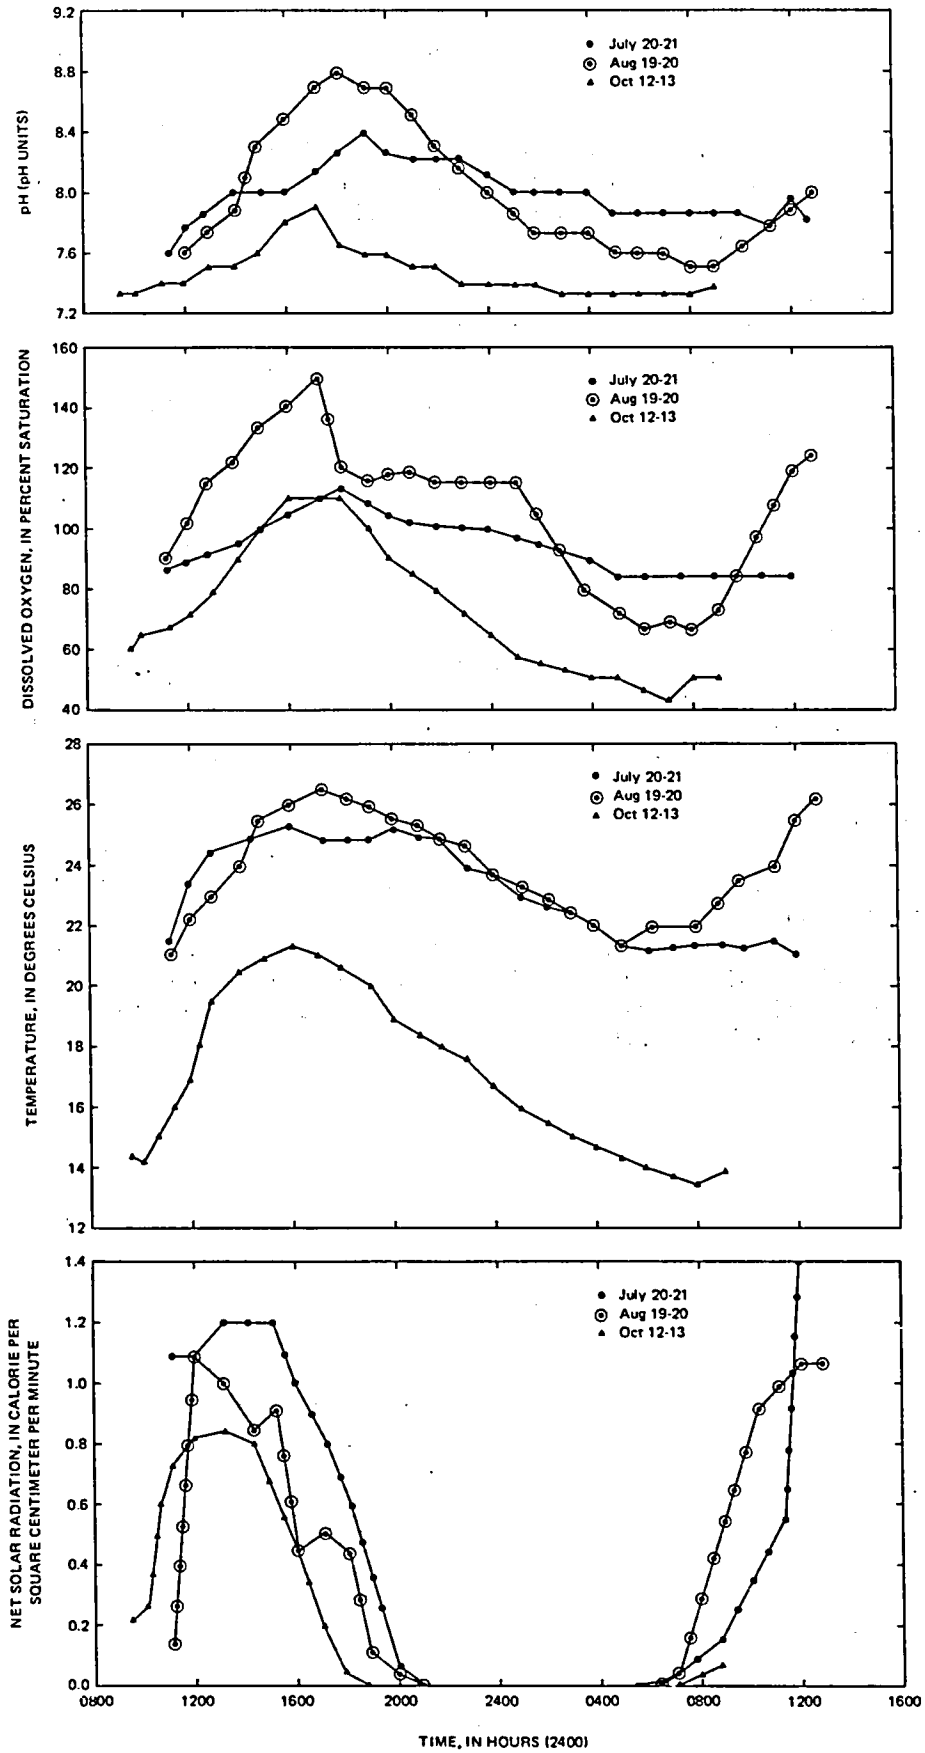 9.2
8.8
8.4
8.0
7.6
7.2
pH (pH UNITS)
July 20-21
Aug 19-20
Oct 12-13
160
140
120
100
80
60
40
DISSOLVED OXYGEN, IN PERCENT SATURATION
July 20-21
Aug 19-20
Oct 12-13
28
26
24
22
20
18
16
14
12
TEMPERATURE, IN DEGREES CELSIUS
July 20-21
Aug 19-20
Oct 12-13
1.4
1.2
1.0
0.8
0.6
0.4
0.2
0.0
NET SOLAR RADIATION, IN CALORIE PER
SQUARE CENTIMETER PER MINUTE
July 20-21
Aug 19-20
Oct 12-13
0800 1200 1600 2000 2400 0400 0800 1200 1600
TIME, IN HOURS (2400)